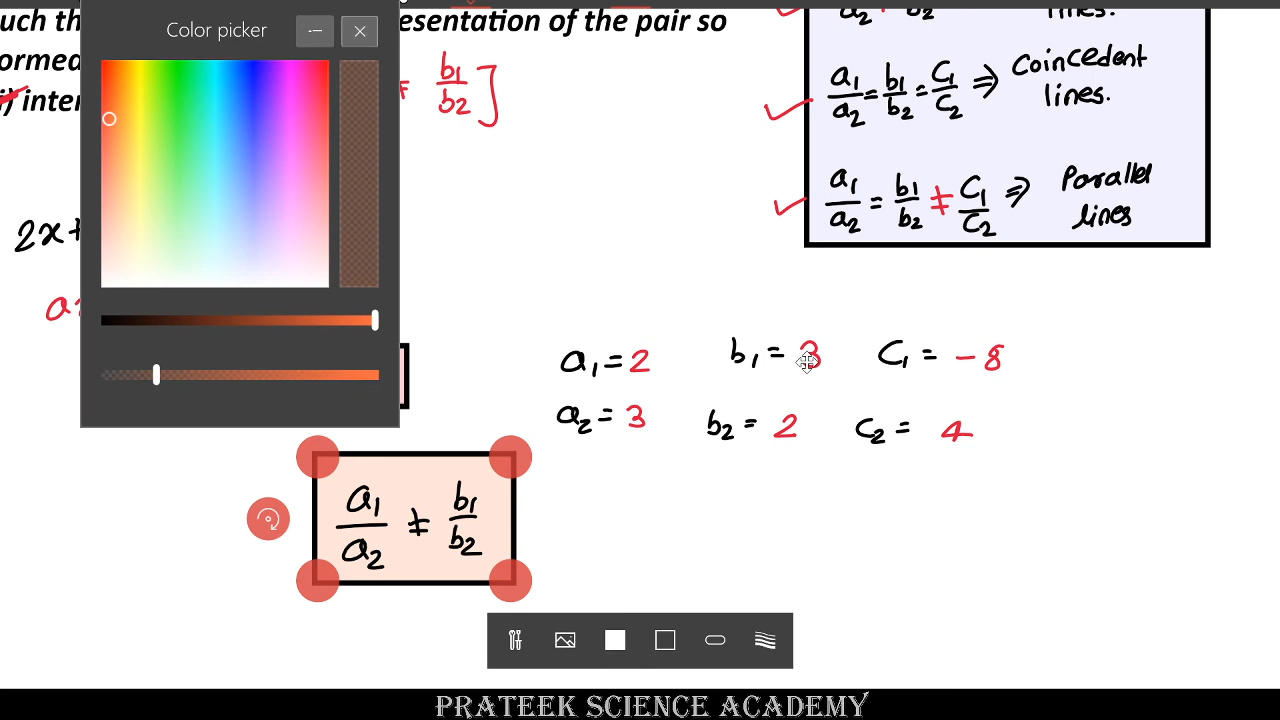 uch th
Color picker
esentation of the pair so
ormed
i) inter
≠ b1/b2 ]
a2 b2 lines.
a1/a2 = b1/b2 = C1/C2 ⇒ Coincedent lines.
a1/a2 = b1/b2 ≠ C1/C2 ⇒ Parallel lines
2x+
a1 = 2 b1 = 3 C1 = -8
a2 = 3 b2 = 2 C2 = 4
a1/a2 ≠ b1/b2
PRATEEK SCIENCE ACADEMY